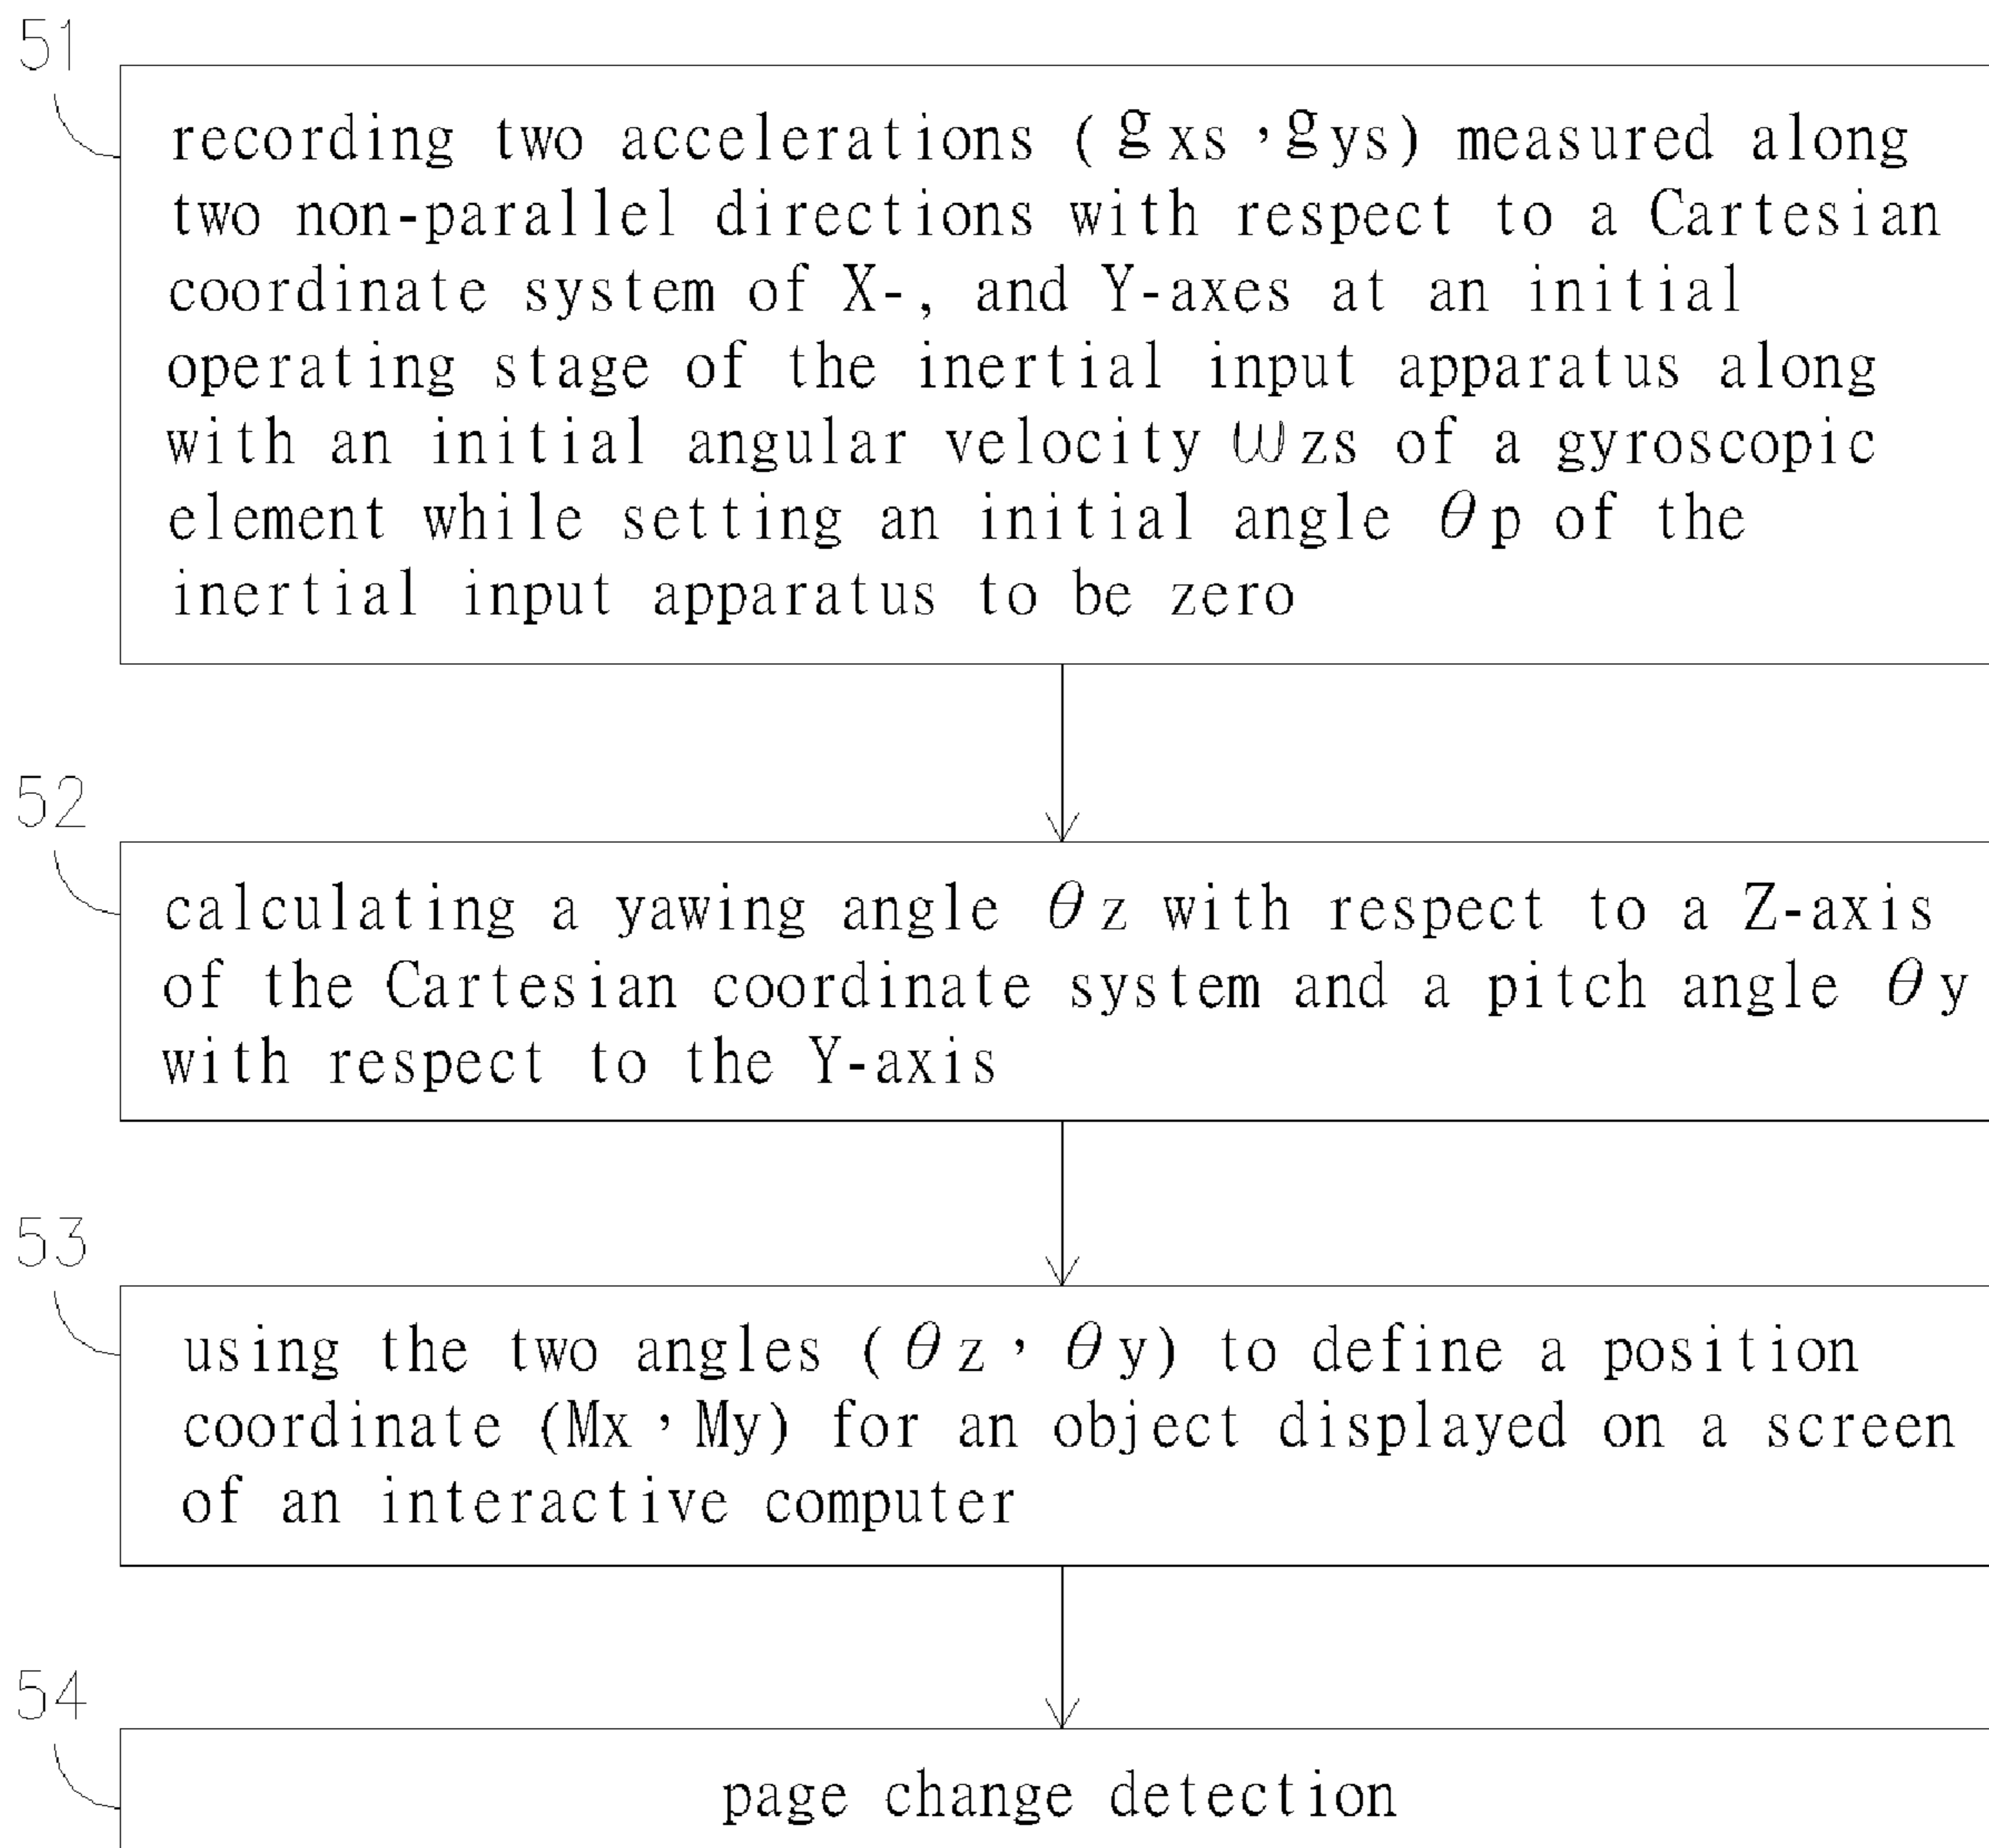 51
recording two accelerations (gxs,gys) measured along
two non-parallel directions with respect to a Cartesian
coordinate system of X-, and Y-axes at an initial
operating stage of the inertial input apparatus along
with an initial angular velocity ωzs of a gyroscopic
element while setting an initial angle θp of the
inertial input apparatus to be zero
52
calculating a yawing angle θz with respect to a Z-axis
of the Cartesian coordinate system and a pitch angle θy
with respect to the Y-axis
53
using the two angles (θz, θy) to define a position
coordinate (Mx, My) for an object displayed on a screen
of an interactive computer
54
page change detection